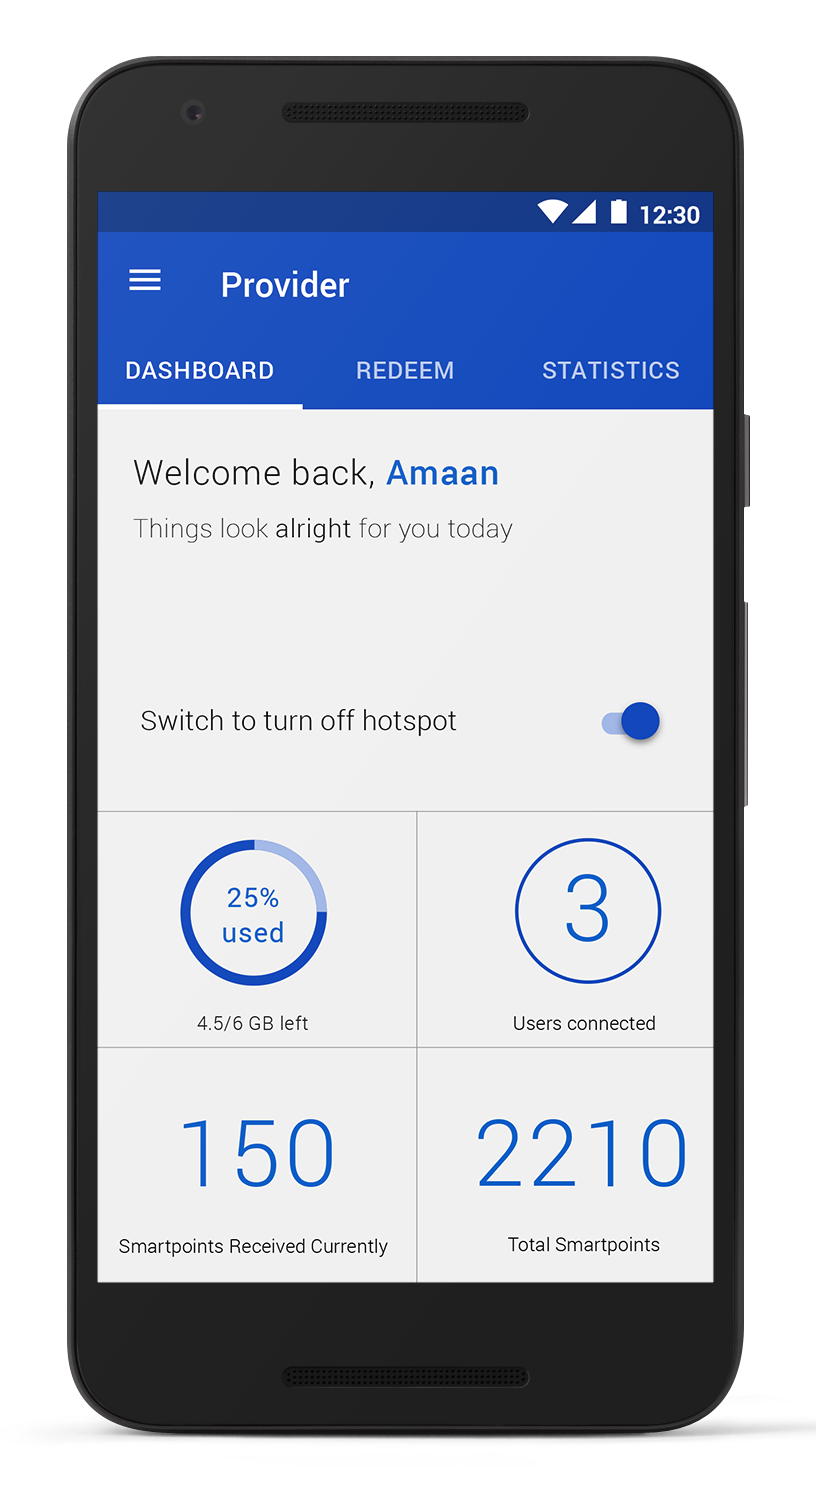 12:30
Provider
DASHBOARD REDEEM STATISTICS
Welcome back, Amaan
Things look alright for you today
Switch to turn off hotspot
25%
used
4.5/6 GB left
3
Users connected
150
Smartpoints Received Currently
2210
Total Smartpoints